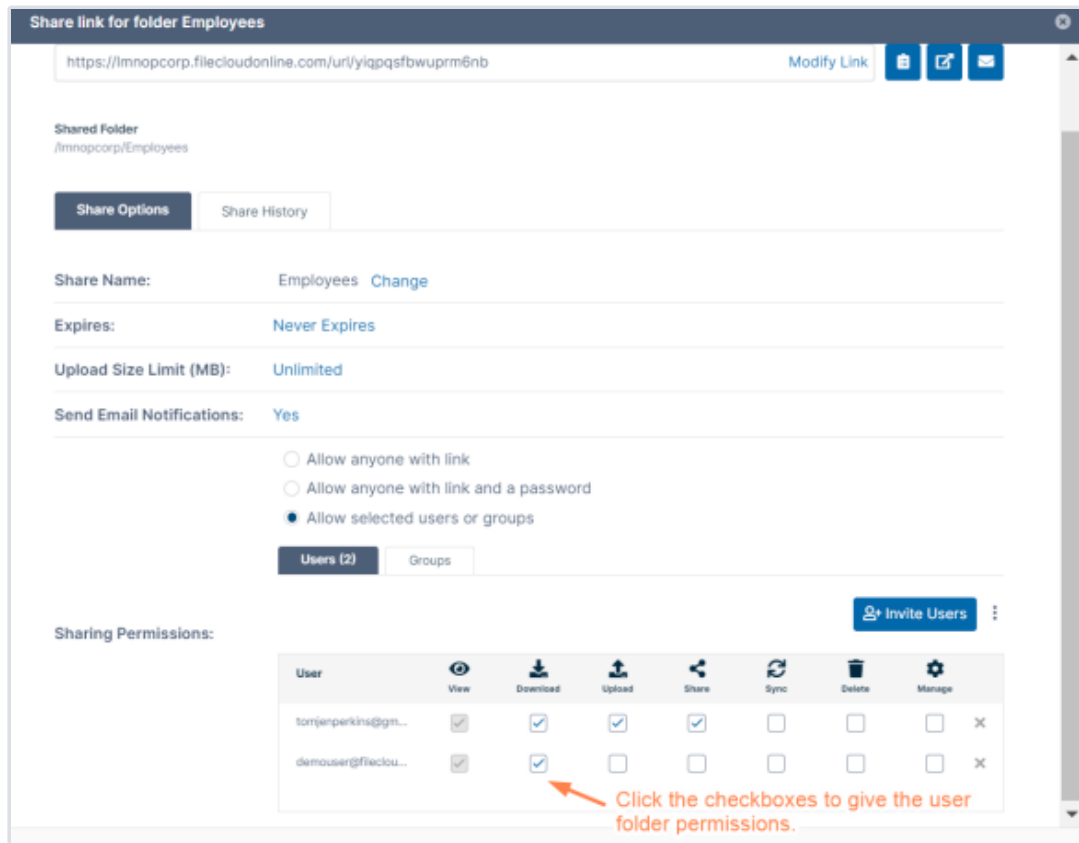 Share link for folder Employees
https://lmnopcorp.filecloudonline.com/url/yiqpqsfbwuprm6nb Modify Link
Shared Folder
/lmnopcorp/Employees
Share Options Share History
Share Name: Employees Change
Expires: Never Expires
Upload Size Limit (MB): Unlimited
Send Email Notifications: Yes
Allow anyone with link
Allow anyone with link and a password
Allow selected users or groups
Users (2) Groups
Invite Users
Sharing Permissions:
User View Download Upload Share Sync Delete Manage
tomjenperkins@gm...
demouser@fileclou...
Click the checkboxes to give the user
folder permissions.